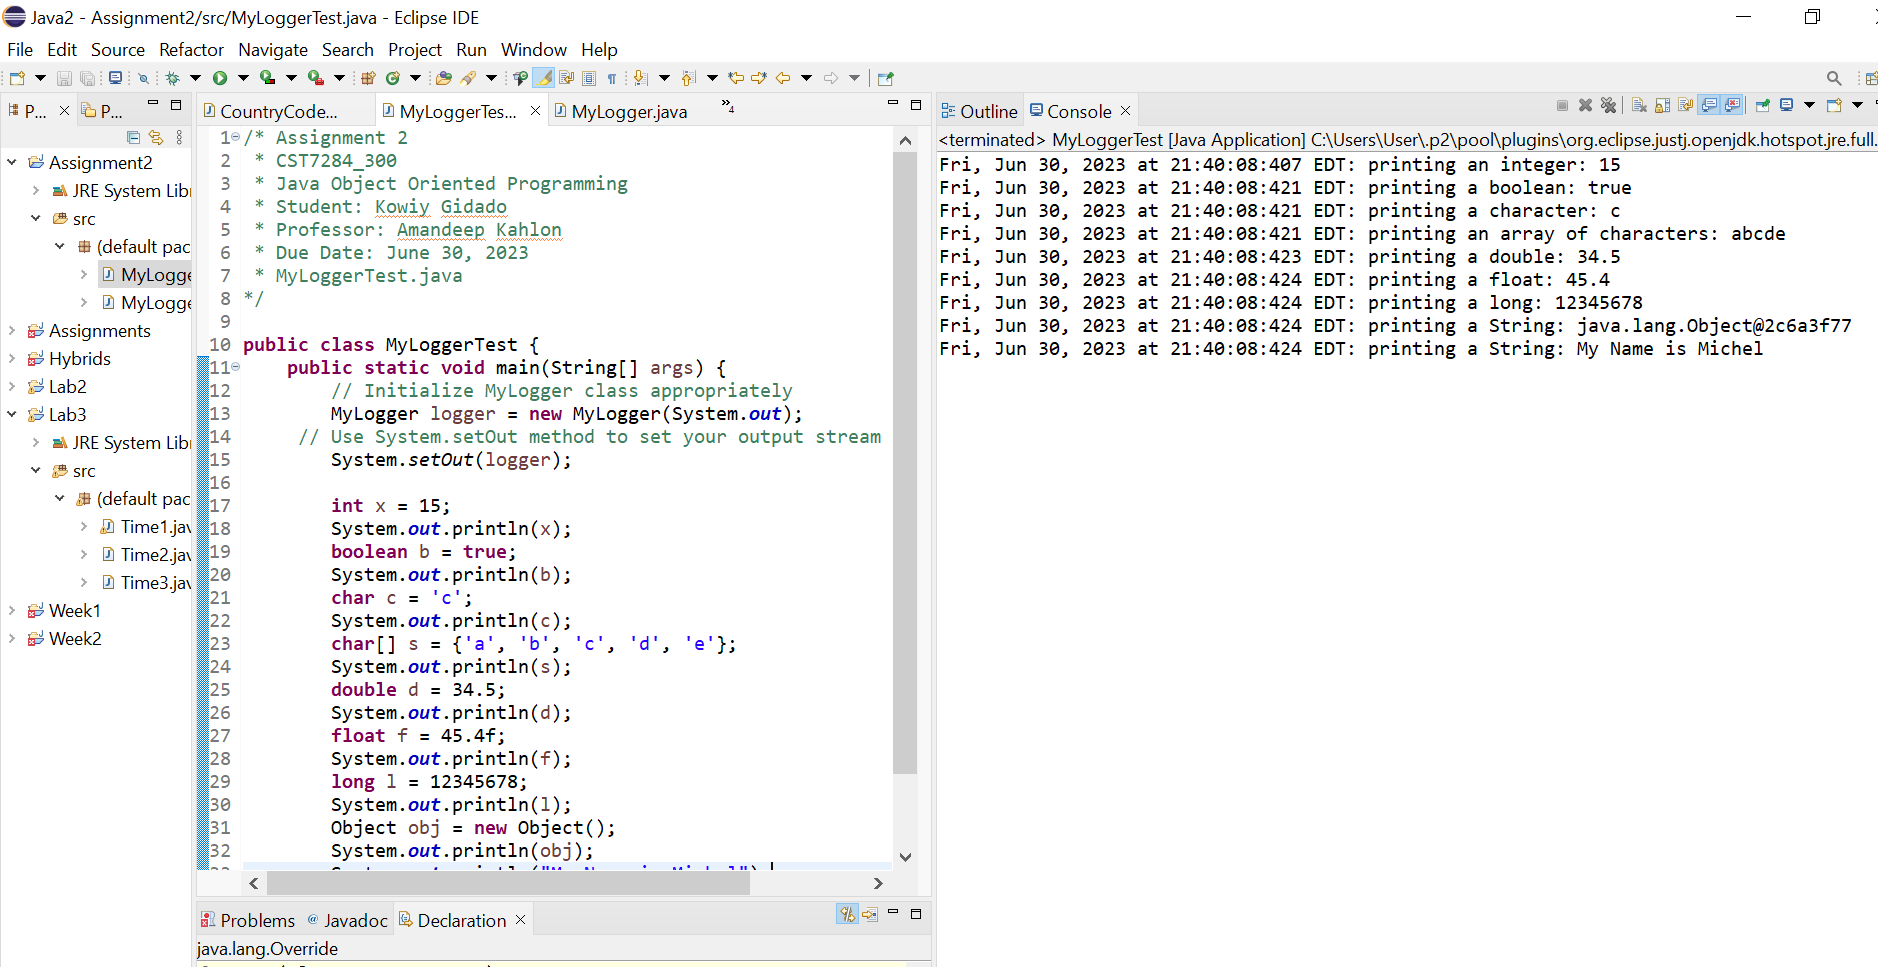 Java2 - Assignment2/src/MyLoggerTest.java - Eclipse IDE
File Edit Source Refactor Navigate Search Project Run Window Help
P... P...
Assignment2
JRE System Libr
src
(default pac
MyLogge
MyLogge
Assignments
Hybrids
Lab2
Lab3
JRE System Libr
src
(default pac
Time1.jav
Time2.jav
Time3.jav
Week1
Week2
CountryCode... MyLoggerTes... MyLogger.java »4
1 /* Assignment 2
2 * CST7284_300
3 * Java Object Oriented Programming
4 * Student: Kowiy Gidado
5 * Professor: Amandeep Kahlon
6 * Due Date: June 30, 2023
7 * MyLoggerTest.java
8 */
9
10 public class MyLoggerTest {
11 public static void main(String[] args) {
12 // Initialize MyLogger class appropriately
13 MyLogger logger = new MyLogger(System.out);
14 // Use System.setOut method to set your output stream
15 System.setOut(logger);
16
17 int x = 15;
18 System.out.println(x);
19 boolean b = true;
20 System.out.println(b);
21 char c = 'c';
22 System.out.println(c);
23 char[] s = {'a', 'b', 'c', 'd', 'e'};
24 System.out.println(s);
25 double d = 34.5;
26 System.out.println(d);
27 float f = 45.4f;
28 System.out.println(f);
29 long l = 12345678;
30 System.out.println(l);
31 Object obj = new Object();
32 System.out.println(obj);
Problems Javadoc Declaration
java.lang.Override
Outline Console
<terminated> MyLoggerTest [Java Application] C:\Users\User\.p2\pool\plugins\org.eclipse.justj.openjdk.hotspot.jre.full.
Fri, Jun 30, 2023 at 21:40:08:407 EDT: printing an integer: 15
Fri, Jun 30, 2023 at 21:40:08:421 EDT: printing a boolean: true
Fri, Jun 30, 2023 at 21:40:08:421 EDT: printing a character: c
Fri, Jun 30, 2023 at 21:40:08:421 EDT: printing an array of characters: abcde
Fri, Jun 30, 2023 at 21:40:08:423 EDT: printing a double: 34.5
Fri, Jun 30, 2023 at 21:40:08:424 EDT: printing a float: 45.4
Fri, Jun 30, 2023 at 21:40:08:424 EDT: printing a long: 12345678
Fri, Jun 30, 2023 at 21:40:08:424 EDT: printing a String: java.lang.Object@2c6a3f77
Fri, Jun 30, 2023 at 21:40:08:424 EDT: printing a String: My Name is Michel